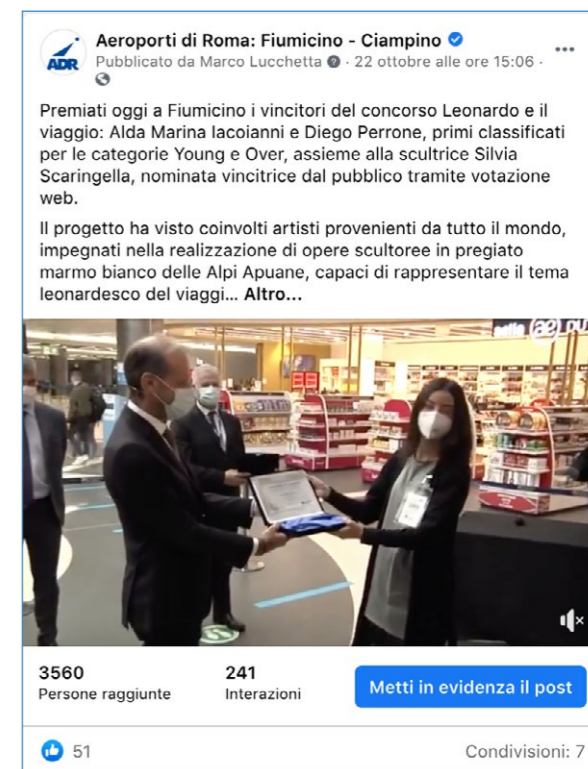 ADR
Aeroporti di Roma: Fiumicino - Ciampino
Pubblicato da Marco Lucchetta · 22 ottobre alle ore 15:06 ·
Premiati oggi a Fiumicino i vincitori del concorso Leonardo e il
viaggio: Alda Marina Iacoianni e Diego Perrone, primi classificati
per le categorie Young e Over, assieme alla scultrice Silvia
Scaringella, nominata vincitrice dal pubblico tramite votazione
web.
Il progetto ha visto coinvolti artisti provenienti da tutto il mondo,
impegnati nella realizzazione di opere scultoree in pregiato
marmo bianco delle Alpi Apuane, capaci di rappresentare il tema
leonardesco del viaggi... Altro...
3560
Persone raggiunte
241
Interazioni
Metti in evidenza il post
51
Condivisioni: 7